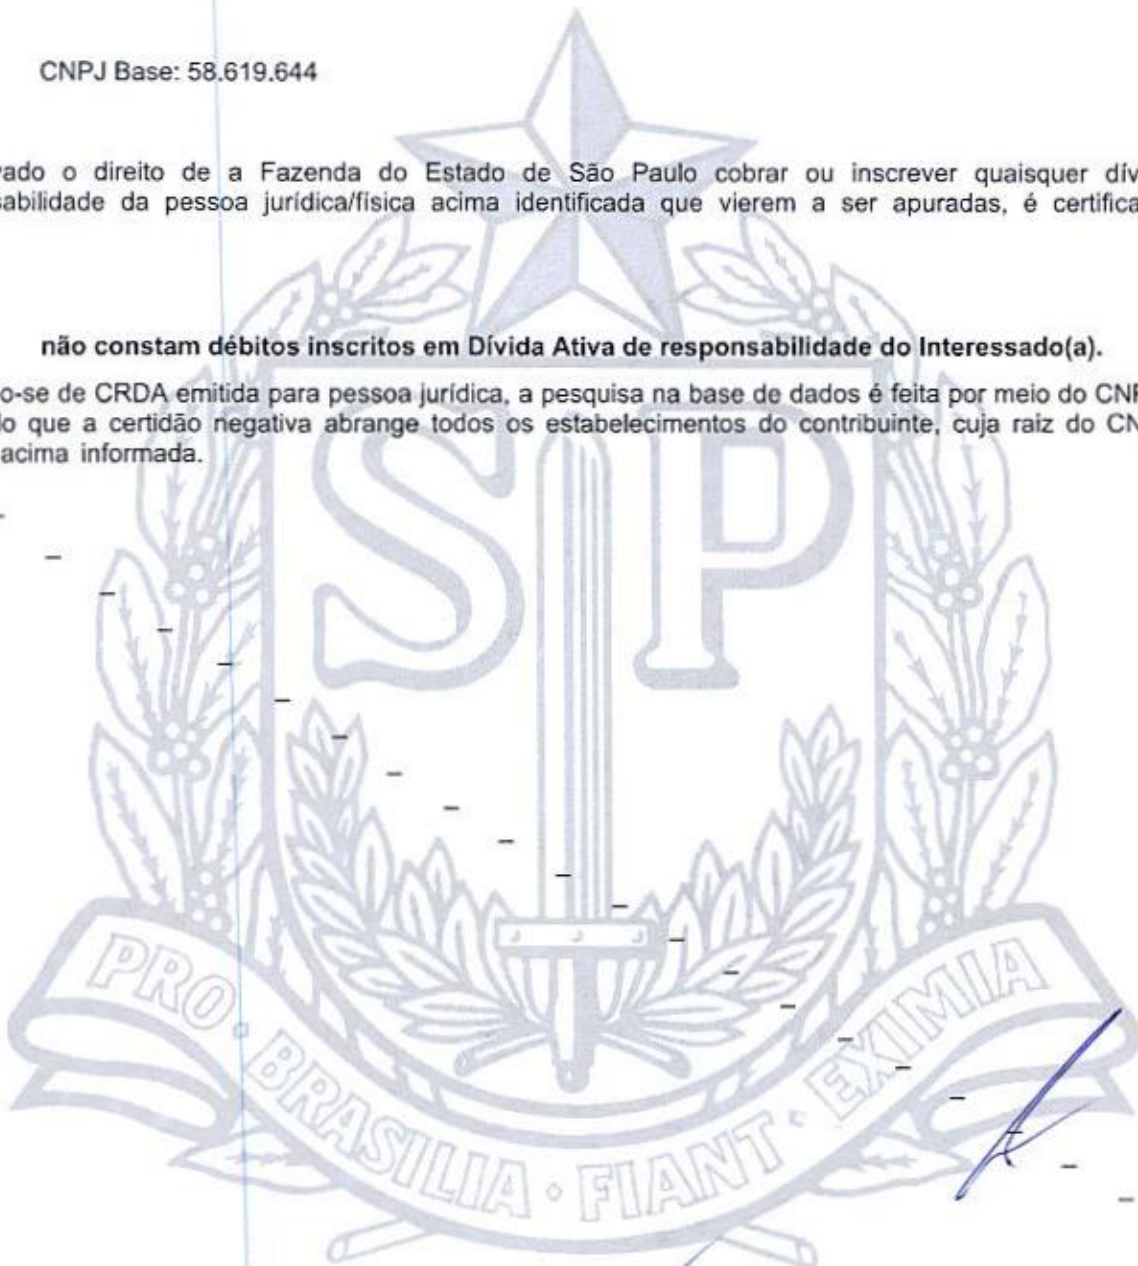 CNPJ Base: 58.619.644
vado o direito de a Fazenda do Estado de São Paulo cobrar ou inscrever quaisquer dív
sabilidade da pessoa jurídica/física acima identificada que vierem a ser apuradas, é certifica
não constam débitos inscritos em Dívida Ativa de responsabilidade do Interessado(a).
o-se de CRDA emitida para pessoa jurídica, a pesquisa na base de dados é feita por meio do CNP
do que a certidão negativa abrange todos os estabelecimentos do contribuinte, cuja raiz do CN
acima informada.
SP
PRO · BRASILIA · FIANT · EXIMIA